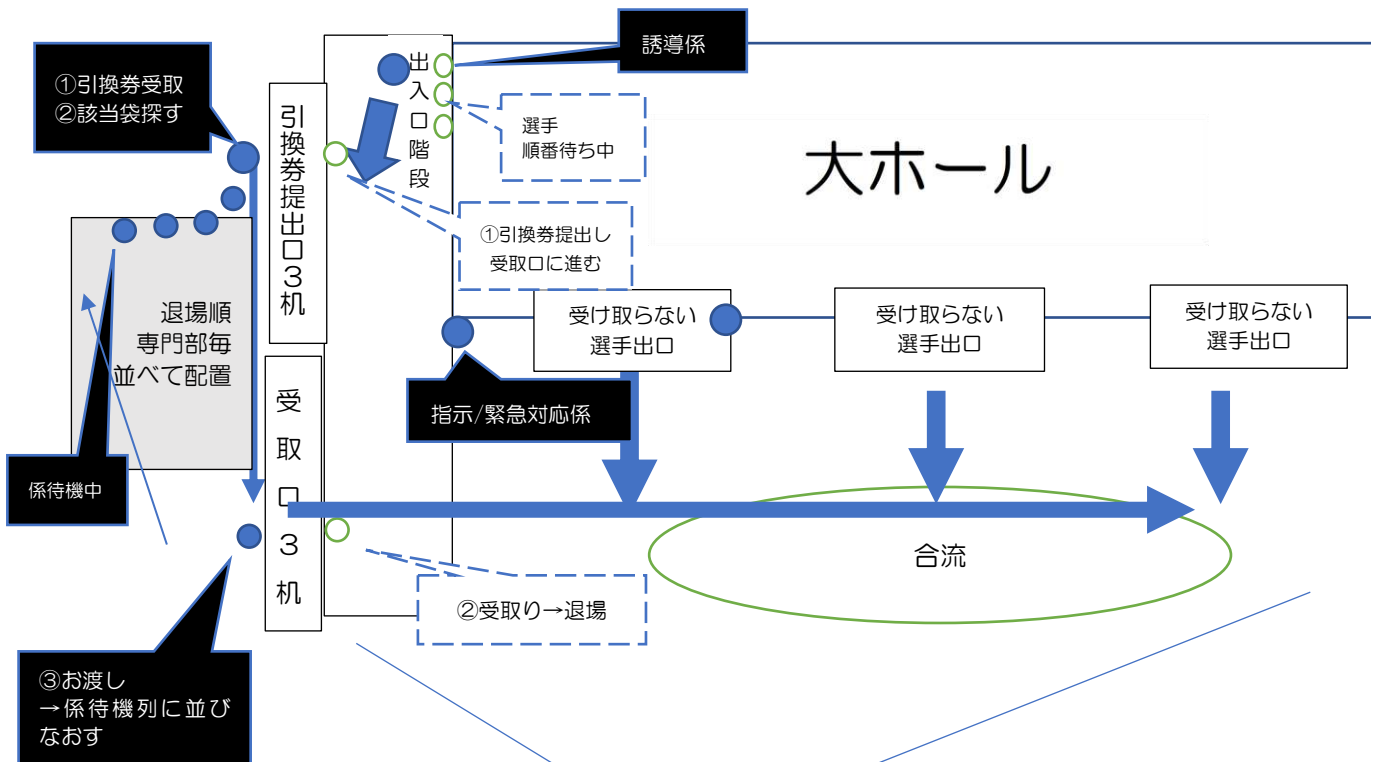 ①引換券受取
②該当袋探す
引換券提出口3机
出入口階段
誘導係
選手
順番待ち中
大ホール
①引換券提出し
受取口に進む
退場順
専門部毎
並べて配置
受け取らない
選手出口
受け取らない
選手出口
受け取らない
選手出口
指示/緊急対応係
係待機中
受取口3机
合流
②受取り→退場
③お渡し
→係待機列に並び
なおす